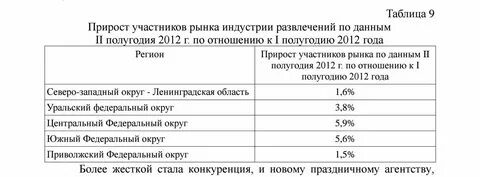 Таблица 9
Прирост участников рынка индустрии развлечений по данным
II полугодия 2012 г. по отношению к I полугодию 2012 года
Регион
Прирост участников рынка по данным II
полугодия 2012 г. по отношению к I
полугодию 2012 года
Северо-западный округ - Ленинградская область
1,6%
Уральский федеральный округ
3,8%
Центральный Федеральный округ
5,9%
Южный Федеральный округ
5,6%
Приволжский Федеральный округ
1,5%
Более жесткой стала конкуренция, и новому праздничному агентству,